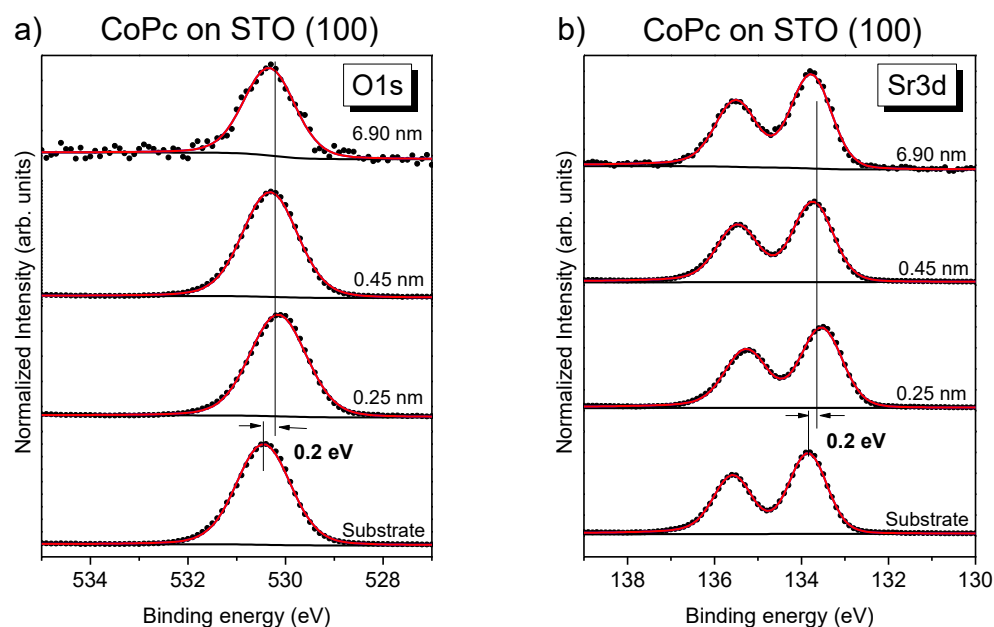 a) CoPc on STO (100)
O1s
6.90 nm
0.45 nm
0.25 nm
0.2 eV
Substrate
Normalized Intensity (arb. units)
534 532 530 528
Binding energy (eV)
b) CoPc on STO (100)
Sr3d
6.90 nm
0.45 nm
0.25 nm
0.2 eV
Substrate
Normalized Intensity (arb. units)
138 136 134 132 130
Binding energy (eV)